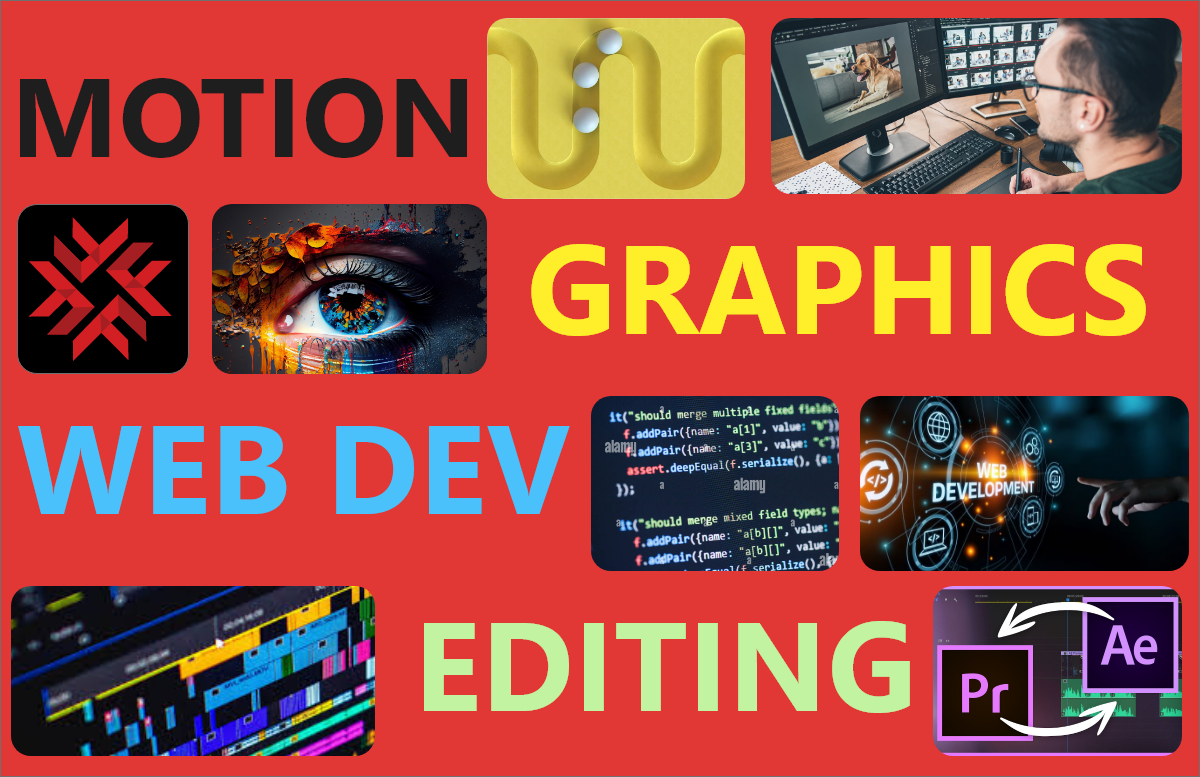 MOTION
GRAPHICS
WEB DEV
it("should merge multiple fixed fields"
f.addPair({name: "a[1]", value: "b"})
f.addPair({name: "a[3]", value: "c"})
assert.deepEqual(f.serialize(), {a:
});
it("should merge mixed field types;
f.addPair({name: "a[b][]", value:
f.addPair({name: "a[b][]", value:
alamy
alamy
WEB
DEVELOPMENT
</>
</>
EDITING
Ae
Pr